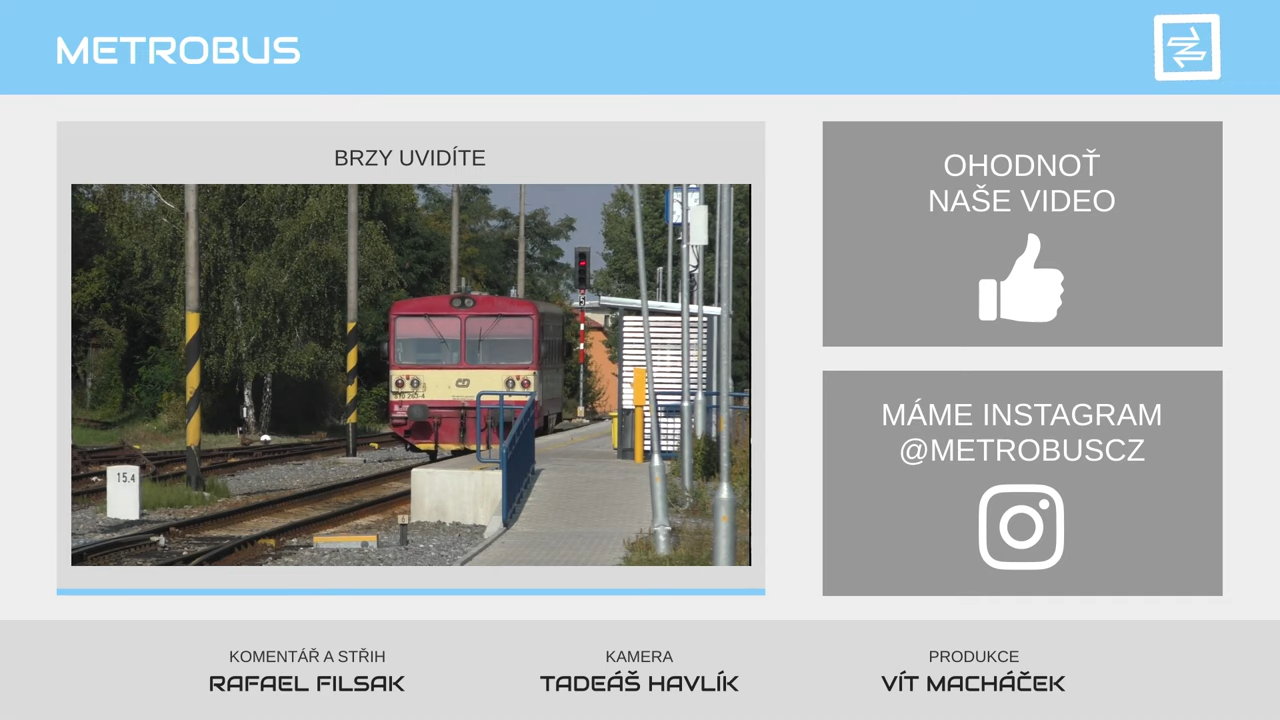 METROBUS
BRZY UVIDÍTE
15.4
OHODNOŤ
NAŠE VIDEO
MÁME INSTAGRAM
@METROBUSCZ
KOMENTÁŘ A STŘIH
RAFAEL FILSAK
KAMERA
TADEÁŠ HAVLÍK
PRODUKCE
VÍT MACHÁČEK